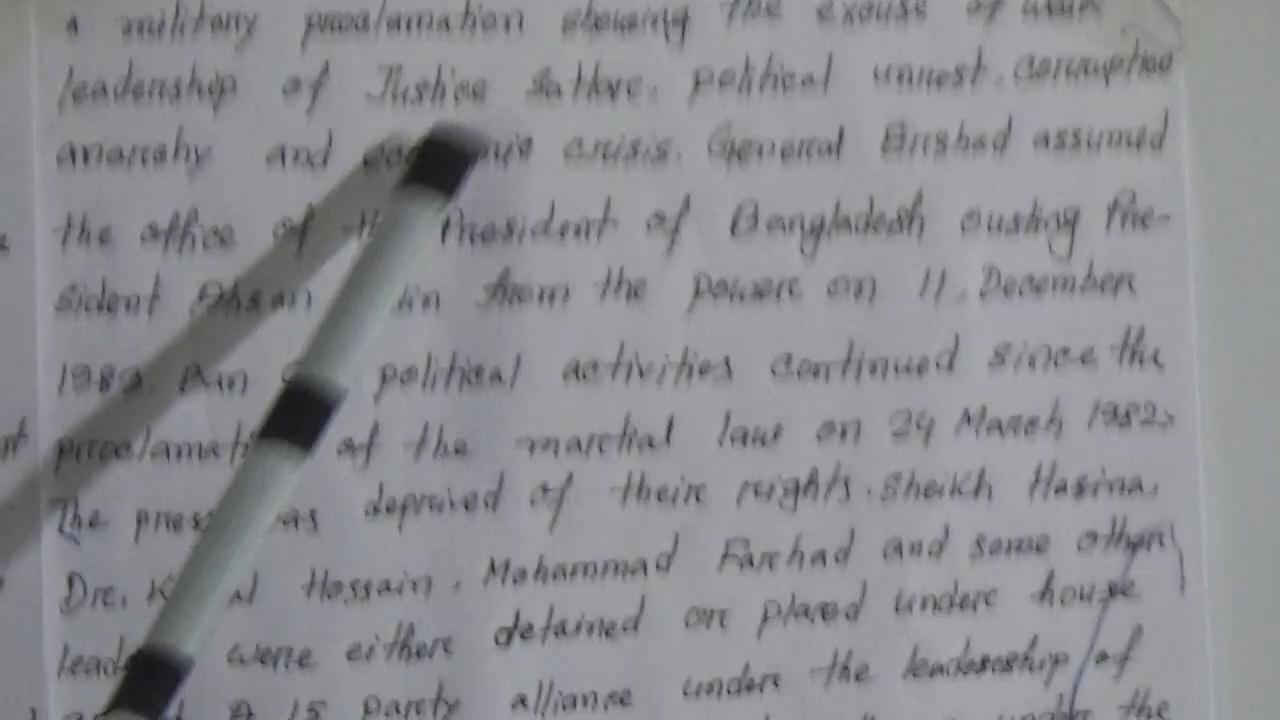 a military proclamation showing the excuse of weak
leadership of Justice Sattar. political unrest. corruption
anarchy and crisis. General Ershad assumed
the office of the President of Bangladesh ousting Pre-
sident Ahsan from the power on 11. December
1983. Ban political activities continued since the
of the martial law on 24 March 1982.
The deprived of their rights. Sheikh Hasina.
Dr. Hossain. Mohammad Farhad and some other
were either detained or placed under house
A 15 party alliance under the leadership of
the